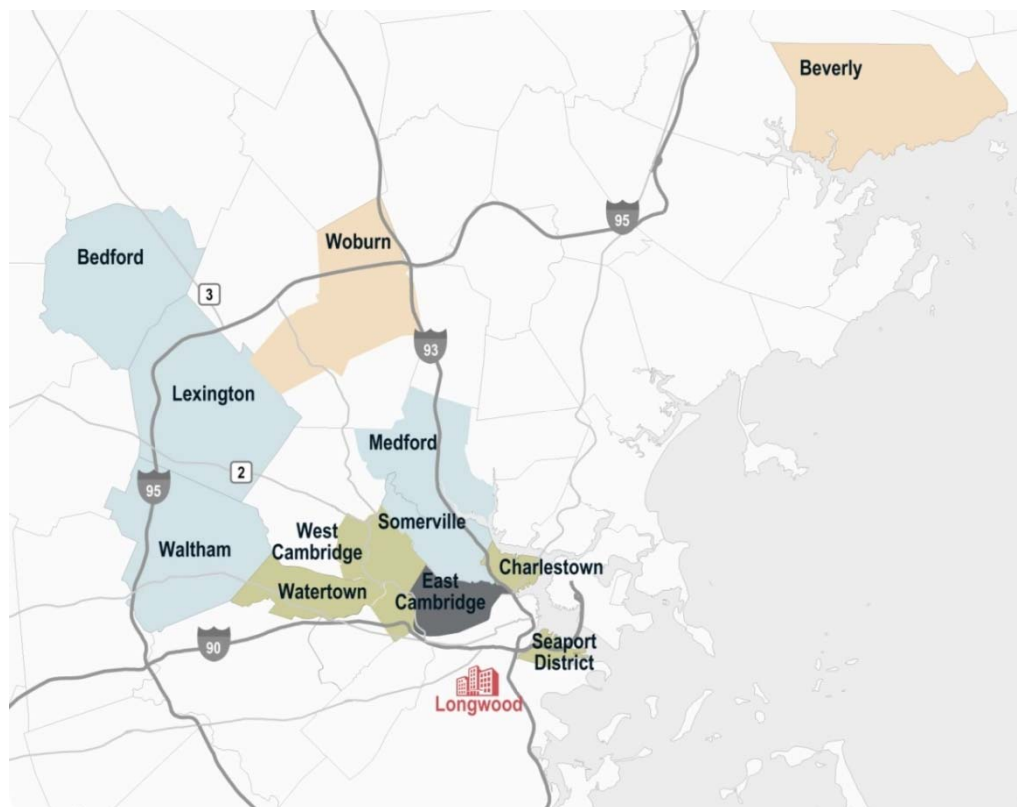 Beverly
95
Woburn
Bedford
3
93
Lexington
Medford
2
95
Somerville
West
Cambridge
Waltham
Charlestown
East
Cambridge
Watertown
90
Seaport
District
Longwood